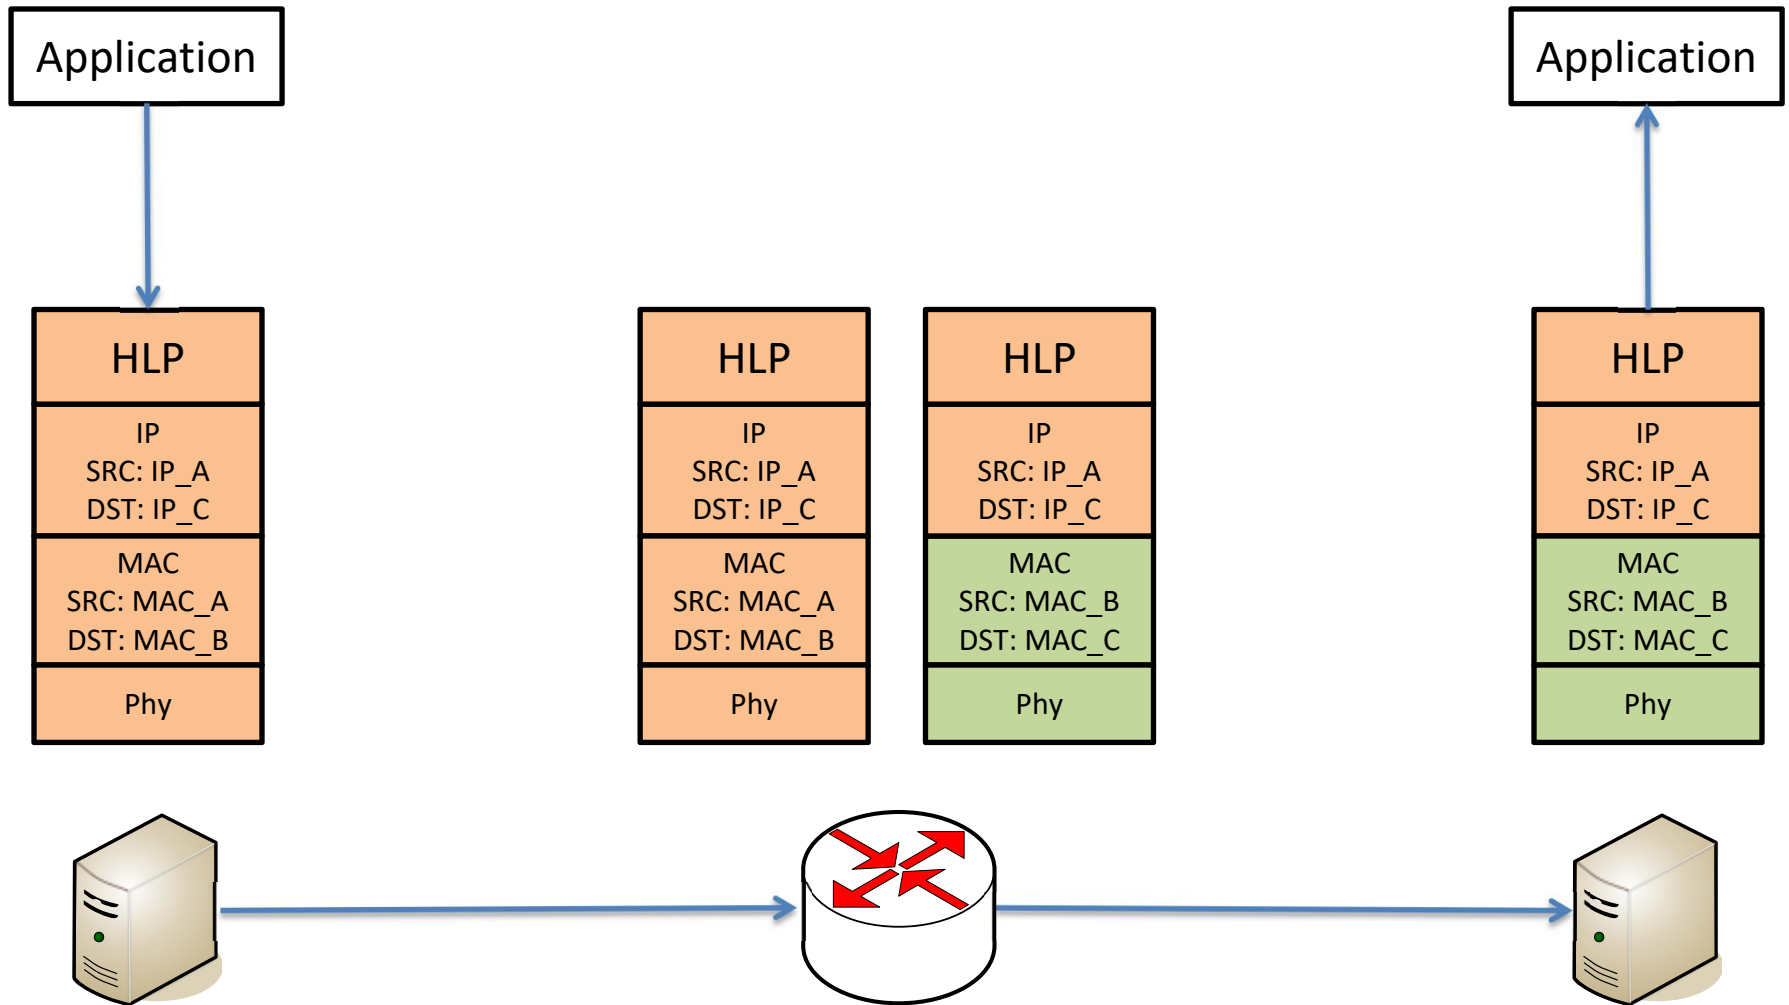 Application
Application
HLP
IP
SRC: IP_A
DST: IP_C
MAC
SRC: MAC_A
DST: MAC_B
Phy
HLP
IP
SRC: IP_A
DST: IP_C
MAC
SRC: MAC_A
DST: MAC_B
Phy
HLP
IP
SRC: IP_A
DST: IP_C
MAC
SRC: MAC_B
DST: MAC_C
Phy
HLP
IP
SRC: IP_A
DST: IP_C
MAC
SRC: MAC_B
DST: MAC_C
Phy